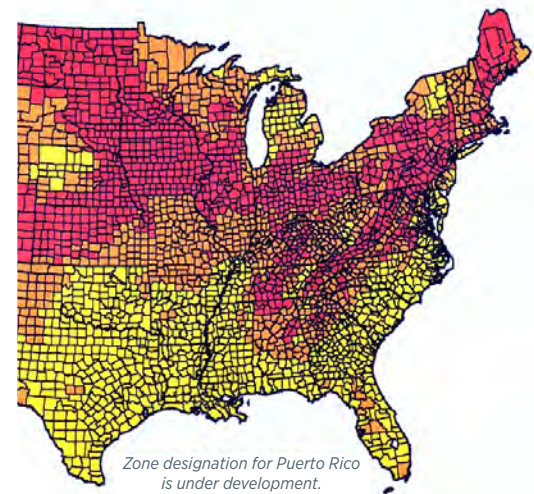 Zone designation for Puerto Rico
is under development.